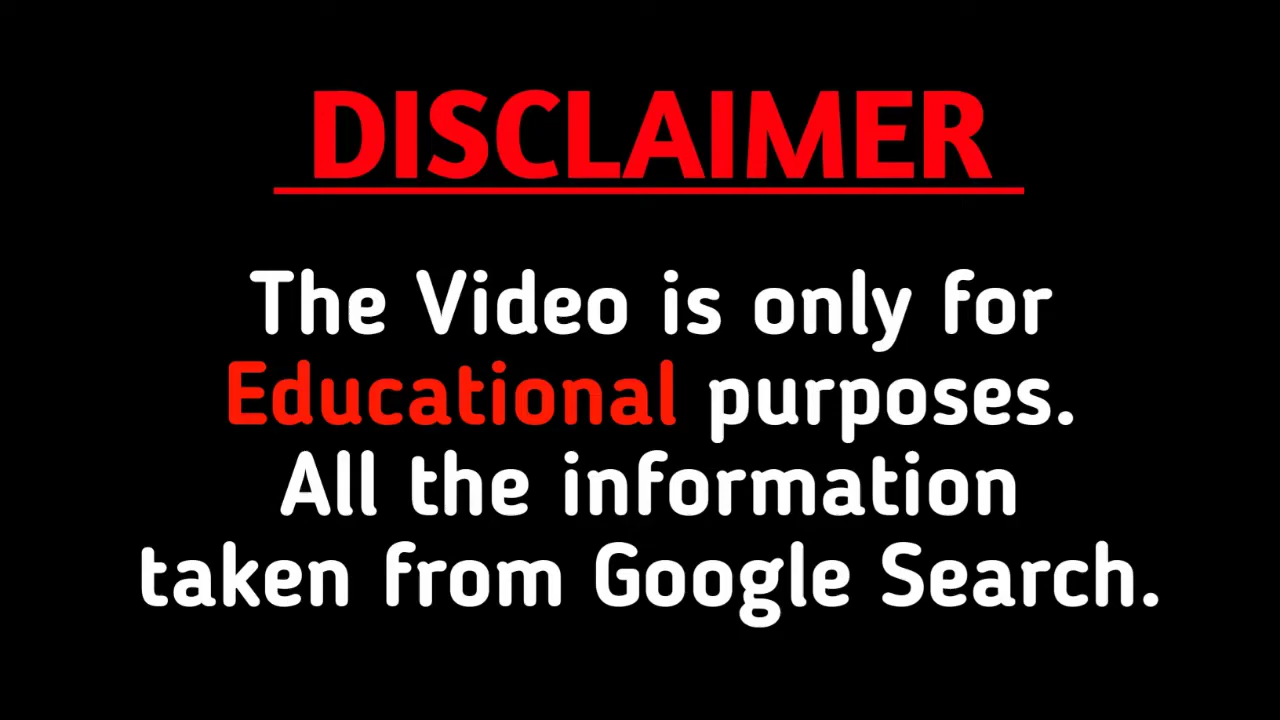 DISCLAIMER
The Video is only for
Educational purposes.
All the information
taken from Google Search.